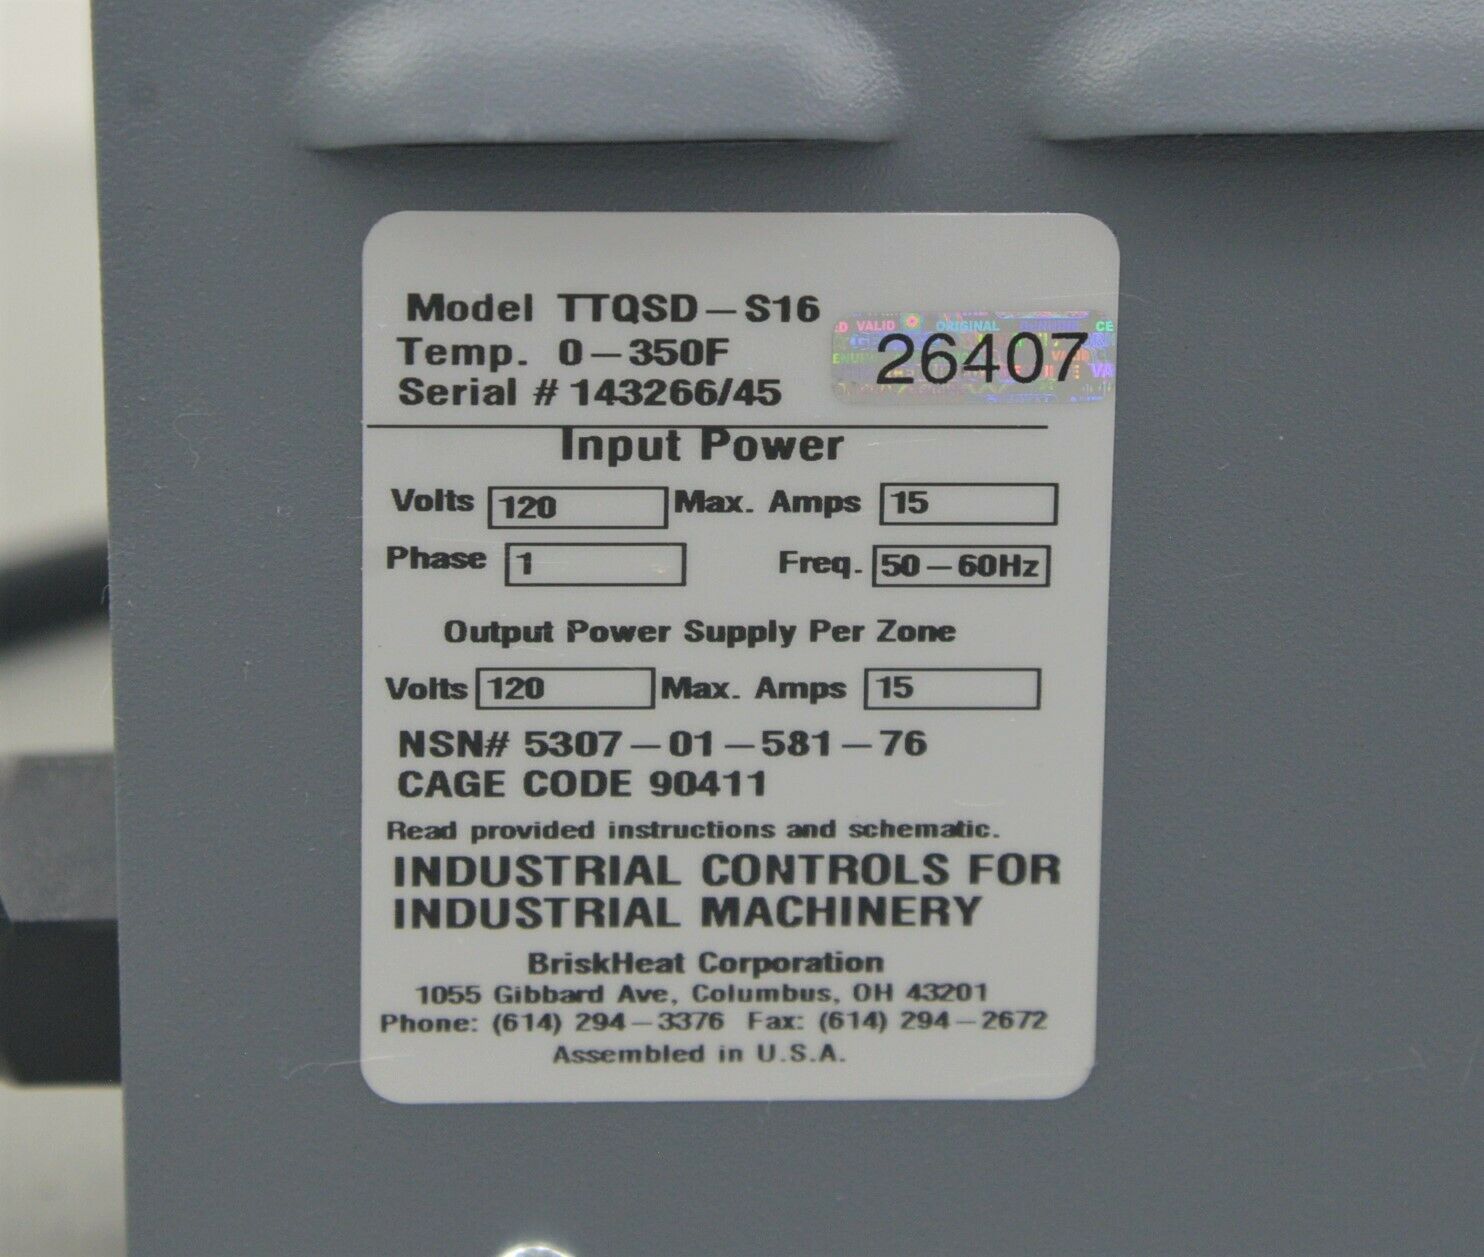 Model TTQSD-S16
Temp. 0-350F
Serial # 143266/45
VALID ORIGINAL
26407
Input Power
Volts 120 Max. Amps 15
Phase 1 Freq. 50-60Hz
Output Power Supply Per Zone
Volts 120 Max. Amps 15
NSN# 5307-01-581-76
CAGE CODE 90411
Read provided instructions and schematic.
INDUSTRIAL CONTROLS FOR
INDUSTRIAL MACHINERY
BriskHeat Corporation
1055 Gibbard Ave, Columbus, OH 43201
Phone: (614) 294-3376 Fax: (614) 294-2672
Assembled in U.S.A.